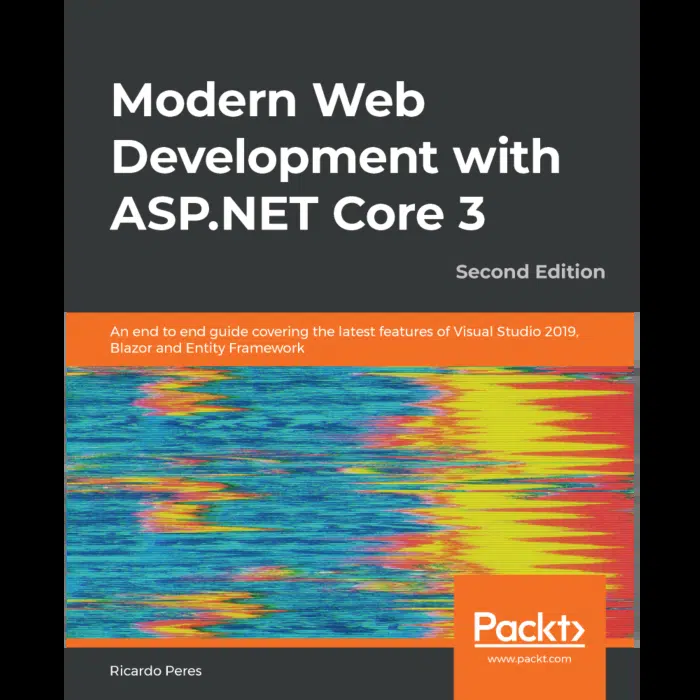 Modern Web
Development with
ASP.NET Core 3
Second Edition
An end to end guide covering the latest features of Visual Studio 2019,
Blazor and Entity Framework
Packt>
www.packt.com
Ricardo Peres